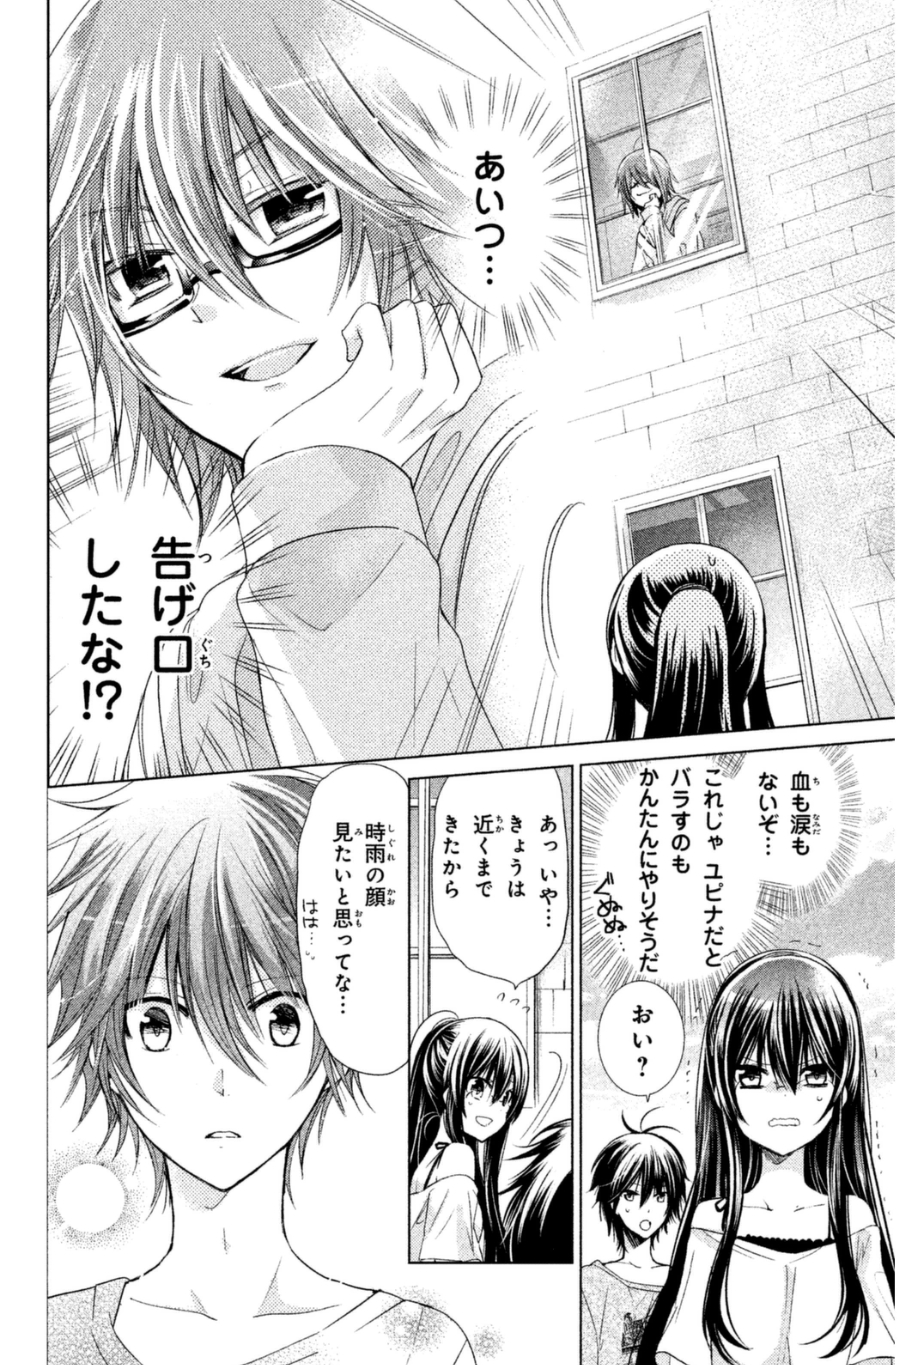 あいつ…
告げ口
したな!?
血も涙も
ないぞ…
これじゃ ユピナだと
バラすのも
かんたんにやりそうだ
くぬぬ…
おい?
あっ いや…
きょうは
近くまで
きたから
時雨の顔
見たいと思ってな…
はは…